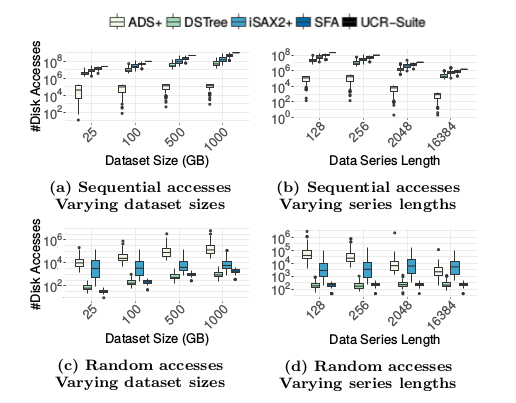 ADS+ DSTree iSAX2+ SFA UCR−Suite
#Disk Accesses
10^8
10^6
10^4
10^2
25 100 500 1000
Dataset Size (GB)
(a) Sequential accesses
Varying dataset sizes
10^8
10^6
10^4
10^2
10^0
128 256 2048 16384
Data Series Length
(b) Sequential accesses
Varying series lengths
#Disk Accesses
10^6
10^4
10^2
25 100 500 1000
Dataset Size (GB)
(c) Random accesses
Varying dataset sizes
10^6
10^5
10^4
10^3
10^2
128 256 2048 16384
Data Series Length
(d) Random accesses
Varying series lengths